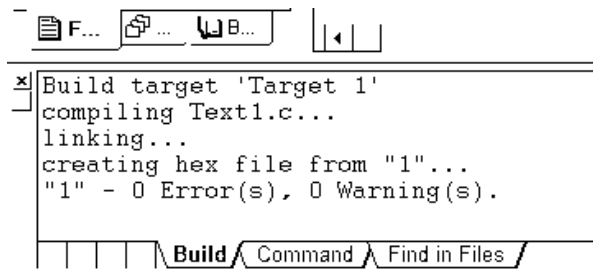 F... ... B...
Build target 'Target 1'
compiling Text1.c...
linking...
creating hex file from "1"...
"1" - 0 Error(s), 0 Warning(s).
Build Command Find in Files